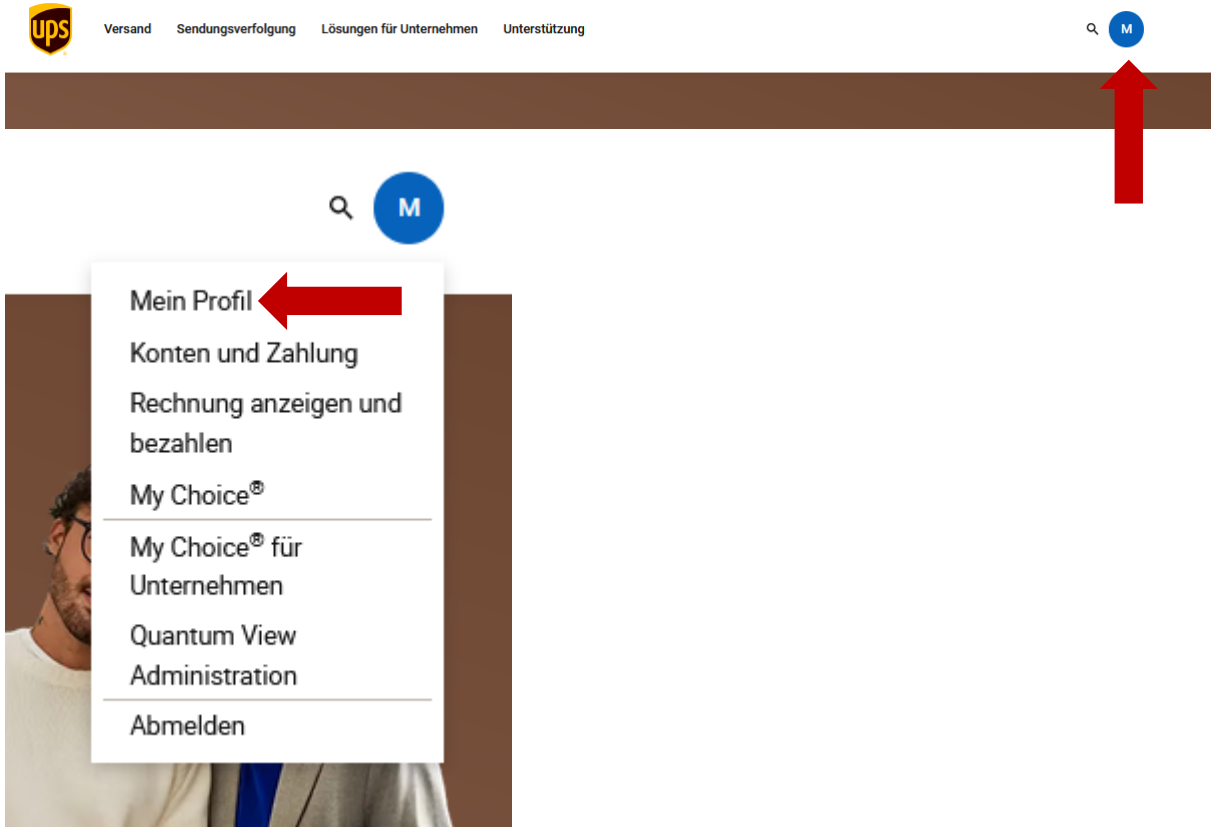 ups
Versand Sendungsverfolgung Lösungen für Unternehmen Unterstützung
M
M
Mein Profil
Konten und Zahlung
Rechnung anzeigen und
bezahlen
My Choice®
My Choice® für
Unternehmen
Quantum View
Administration
Abmelden